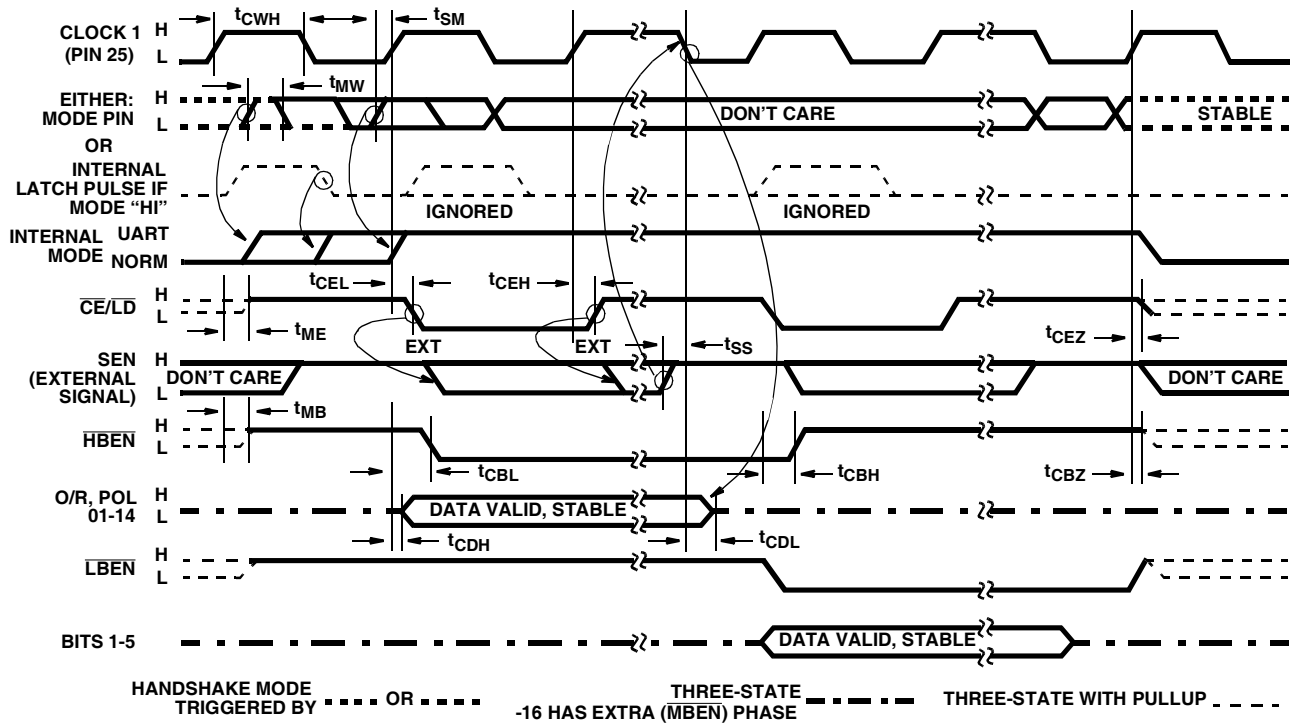 CLOCK 1
(PIN 25)
H
L
tCWH
tSM
EITHER:
MODE PIN
H
L
tMW
DON'T CARE
STABLE
OR
INTERNAL
LATCH PULSE IF
MODE “HI”
IGNORED
IGNORED
INTERNAL
MODE
UART
NORM
CE/LD
H
L
tCEL
tCEH
tME
EXT
EXT
tCEZ
SEN
(EXTERNAL
SIGNAL)
H
L
DON'T CARE
tSS
DON'T CARE
tMB
HBEN
H
L
tCBL
tCBH
tCBZ
O/R, POL
01-14
H
L
DATA VALID, STABLE
tCDH
tCDL
LBEN
H
L
BITS 1-5
DATA VALID, STABLE
HANDSHAKE MODE
TRIGGERED BY
OR
THREE-STATE
-16 HAS EXTRA (MBEN) PHASE
THREE-STATE WITH PULLUP